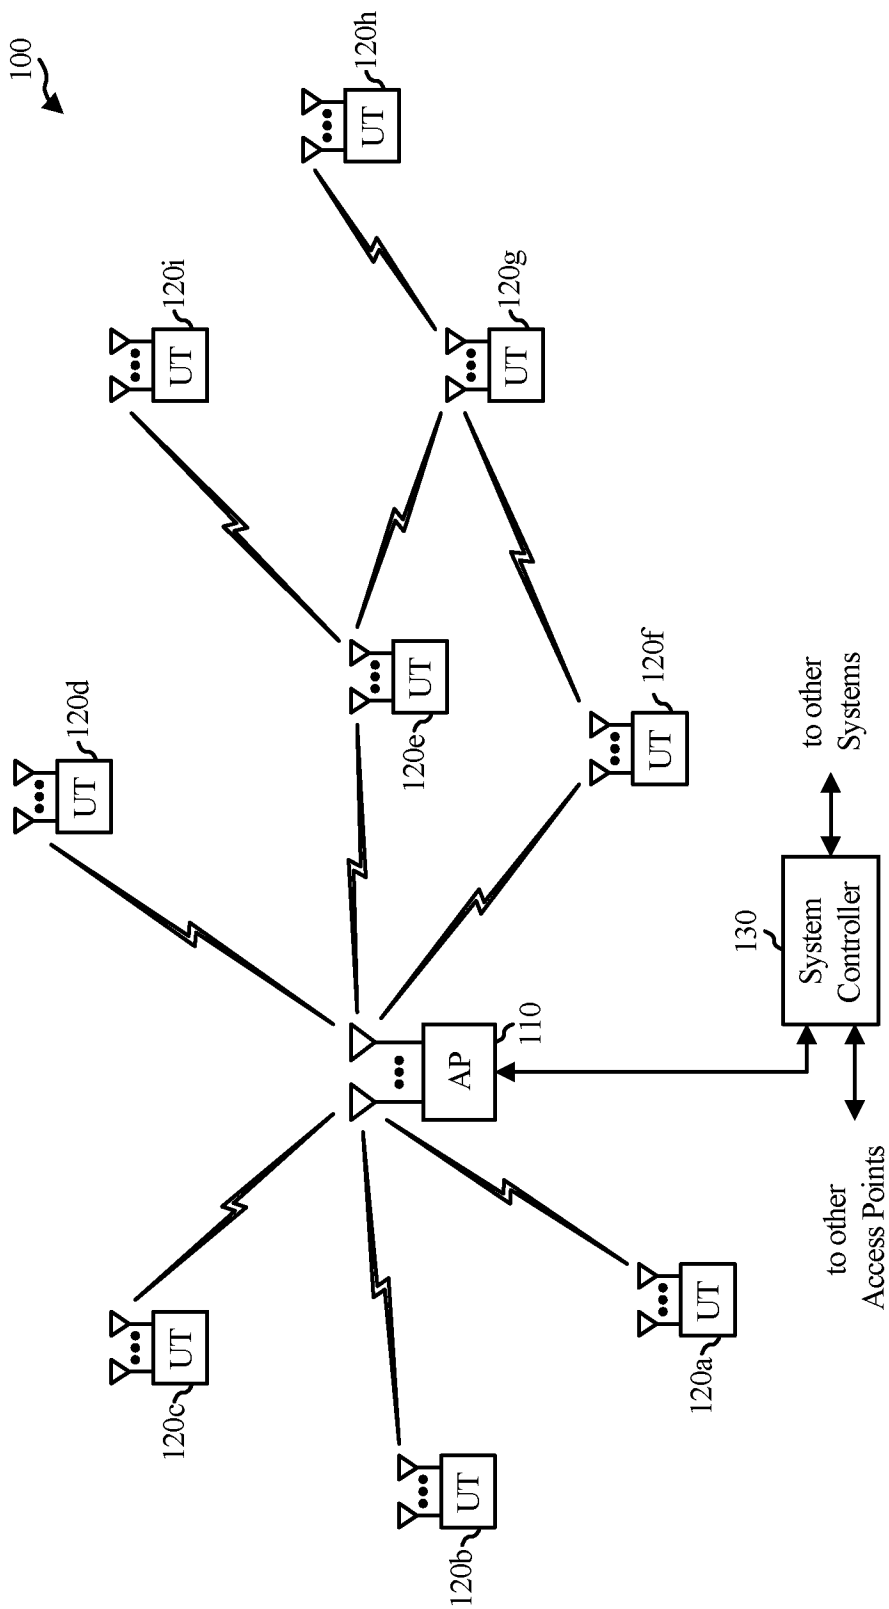 100
UT
120h
UT
120i
UT
120g
UT
120d
UT
120e
UT
120f
to other
Systems
AP
110
130
System
Controller
to other
Access Points
UT
120c
UT
120b
UT
120a